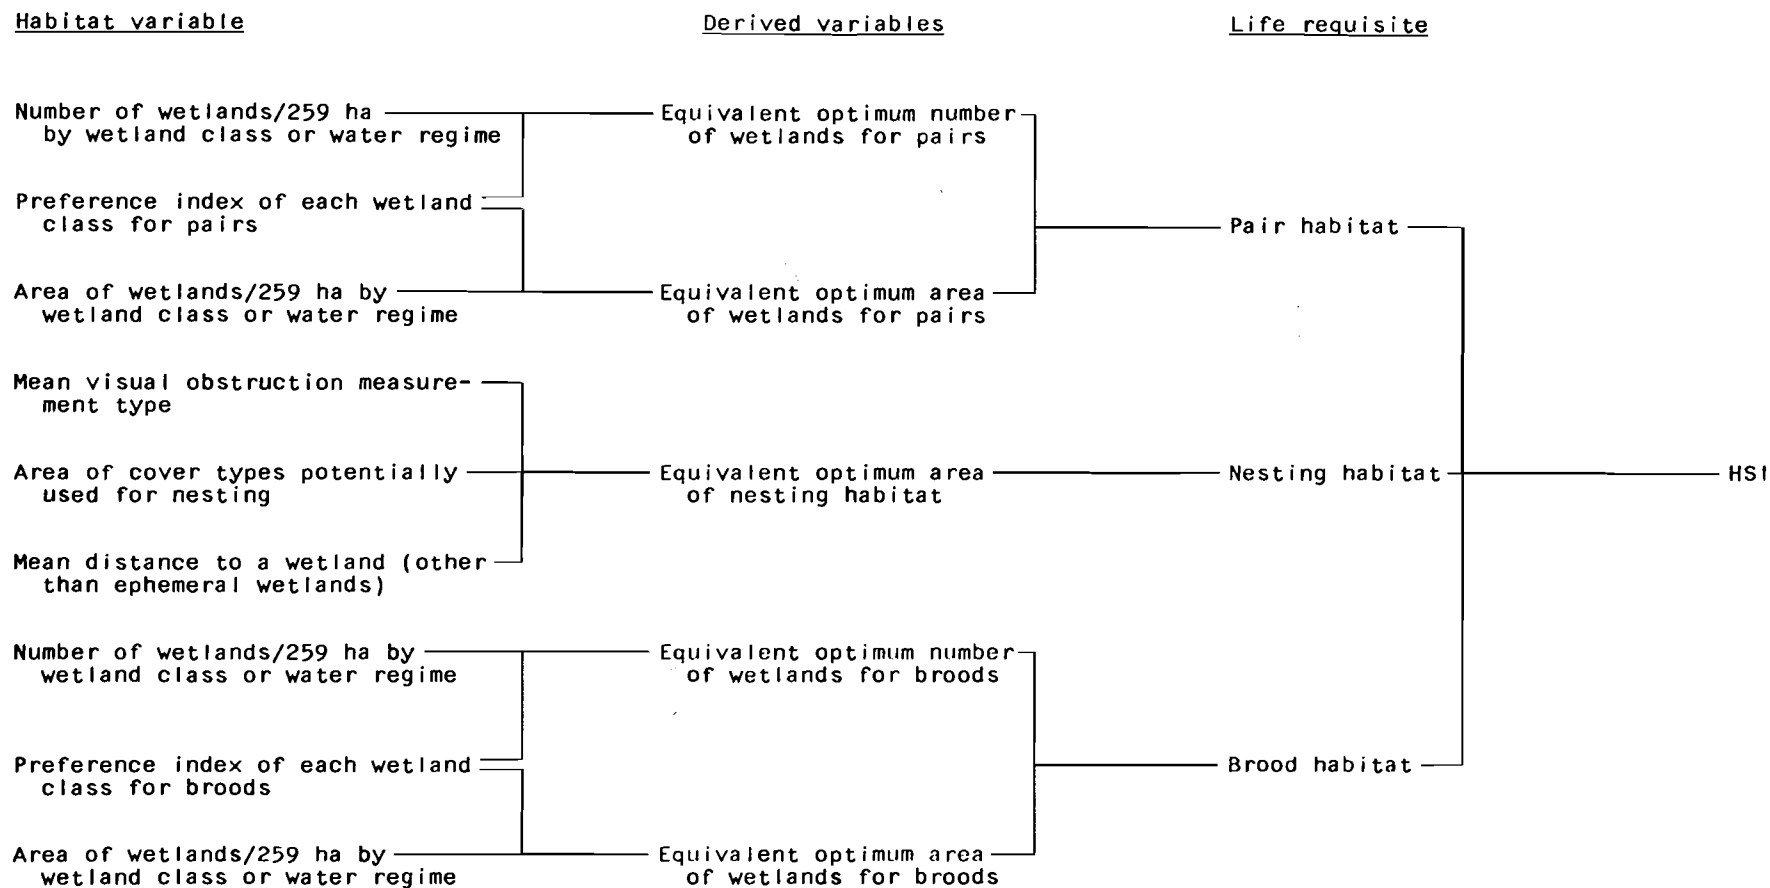 Habitat variable
Derived variables
Life requisite
Number of wetlands/259 ha
by wetland class or water regime
Equivalent optimum number
of wetlands for pairs
Preference index of each wetland
class for pairs
Pair habitat
Area of wetlands/259 ha by
wetland class or water regime
Equivalent optimum area
of wetlands for pairs
Mean visual obstruction measure-
ment type
Area of cover types potentially
used for nesting
Equivalent optimum area
of nesting habitat
Nesting habitat
HSI
Mean distance to a wetland (other
than ephemeral wetlands)
Number of wetlands/259 ha by
wetland class or water regime
Equivalent optimum number
of wetlands for broods
Preference index of each wetland
class for broods
Brood habitat
Area of wetlands/259 ha by
wetland class or water regime
Equivalent optimum area
of wetlands for broods